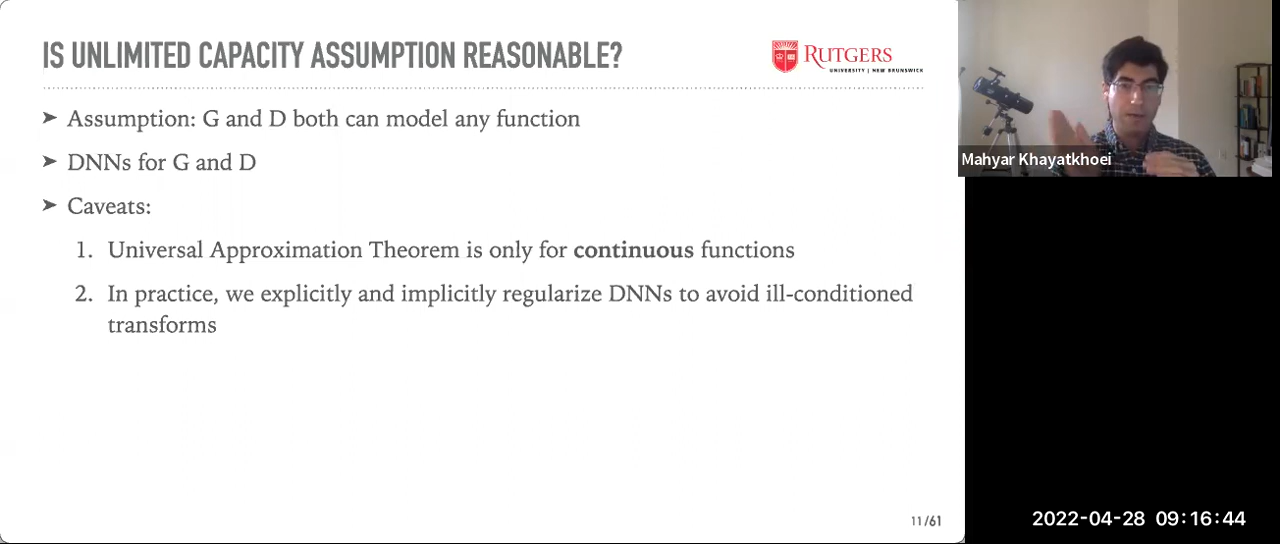 IS UNLIMITED CAPACITY ASSUMPTION REASONABLE?
RUTGERS
UNIVERSITY | NEW BRUNSWICK
➤ Assumption: G and D both can model any function
➤ DNNs for G and D
➤ Caveats:
1. Universal Approximation Theorem is only for continuous functions
2. In practice, we explicitly and implicitly regularize DNNs to avoid ill-conditioned
transforms
11/61
Mahyar Khayatkhoei
2022-04-28 09:16:44